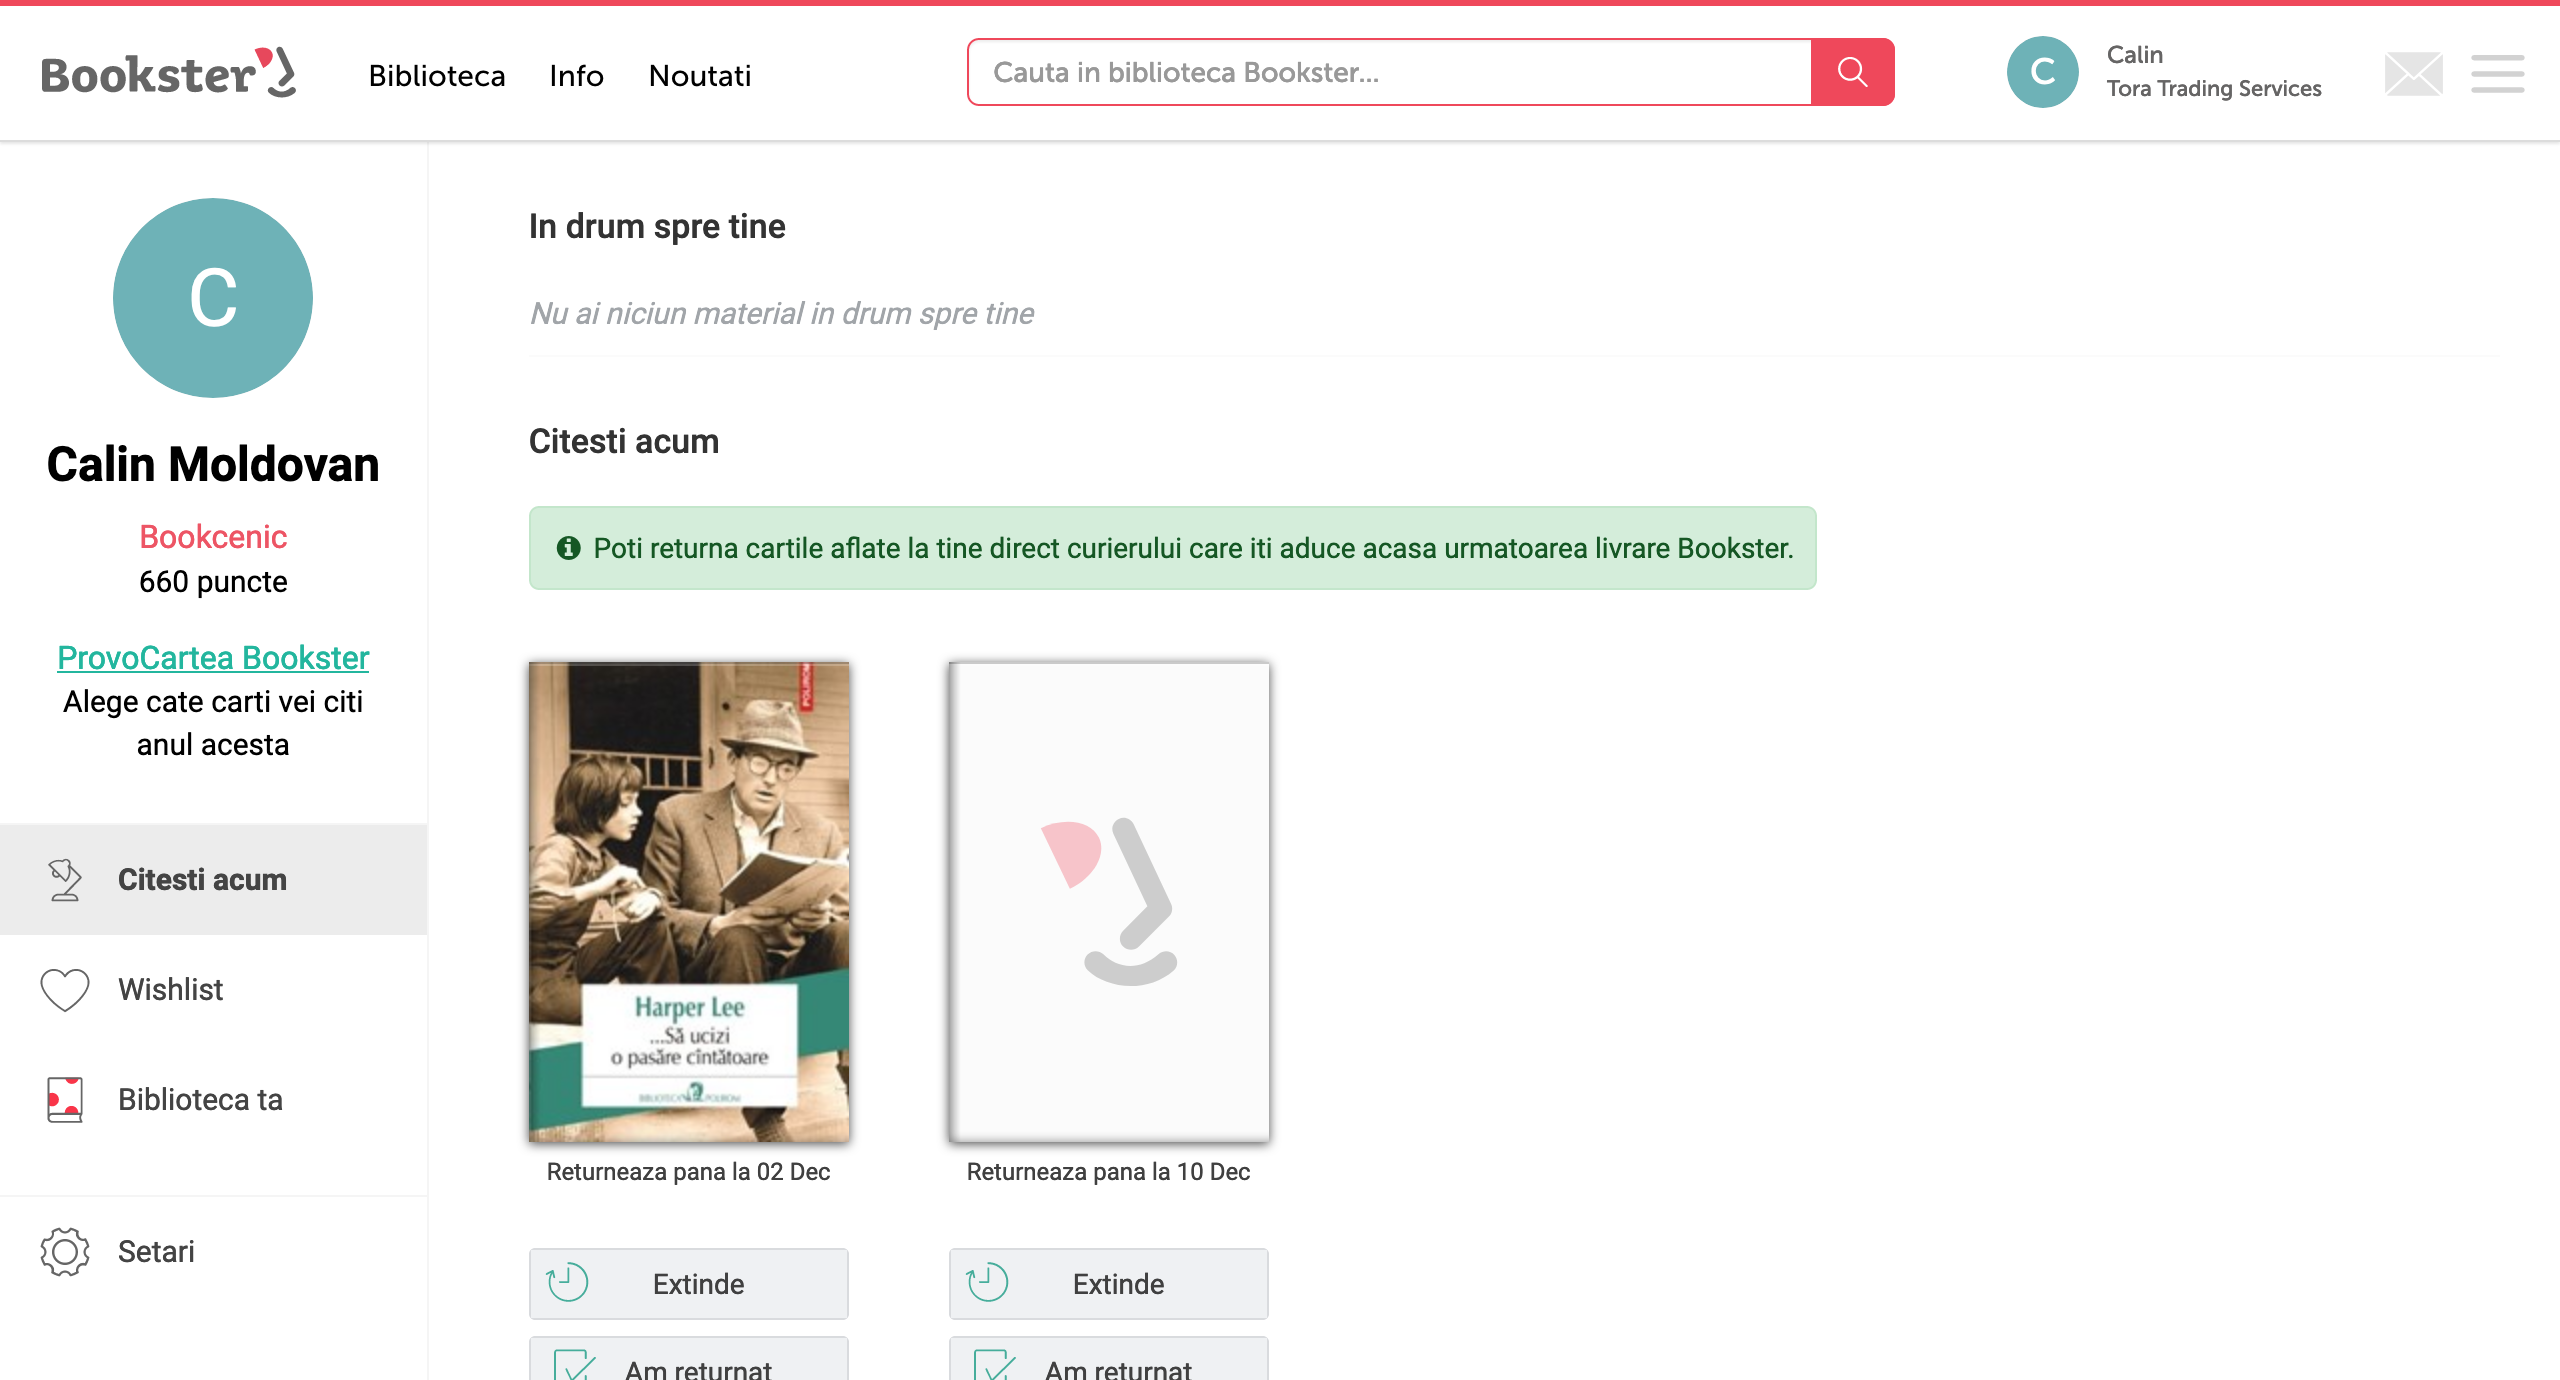 Bookster
Biblioteca
Info
Noutati
Cauta in biblioteca Bookster...
C
Calin
Tora Trading Services
C
Calin Moldovan
Bookcenic
660 puncte
ProvoCartea Bookster
Alege cate carti vei citi
anul acesta
Citesti acum
Wishlist
Biblioteca ta
Setari
In drum spre tine
Nu ai niciun material in drum spre tine
Citesti acum
Poti returna cartile aflate la tine direct curierului care iti aduce acasa urmatoarea livrare Bookster.
POLIROM
Harper Lee
...Să ucizi
o pasăre cîntătoare
BIBLIOTECA POLIROM
Returneaza pana la 02 Dec
Extinde
Am returnat
Returneaza pana la 10 Dec
Extinde
Am returnat